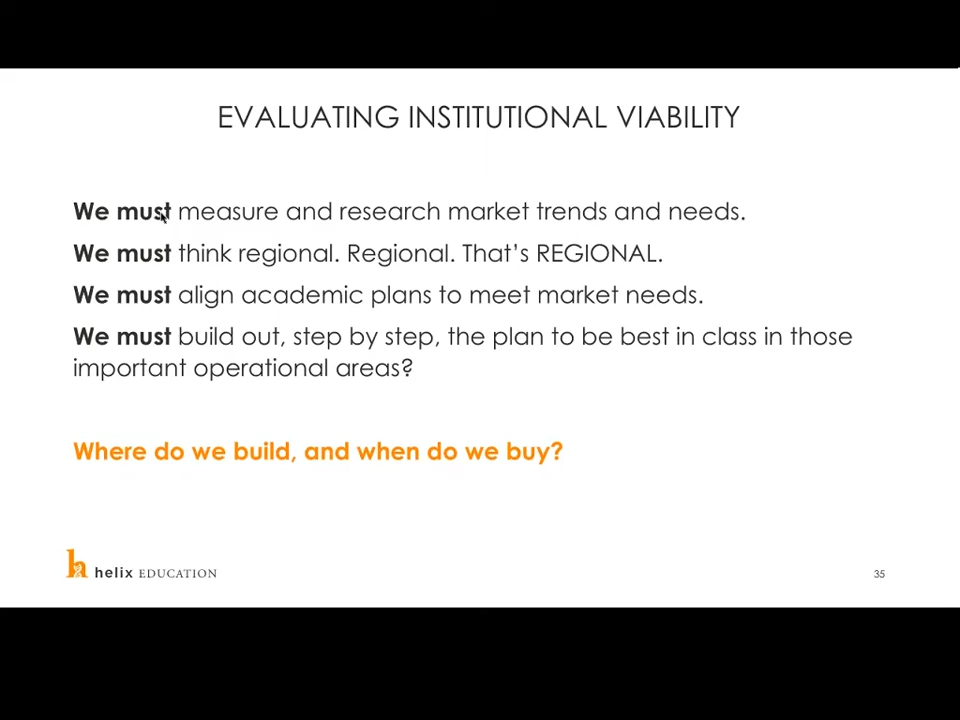 EVALUATING INSTITUTIONAL VIABILITY
We must measure and research market trends and needs.
We must think regional. Regional. That’s REGIONAL.
We must align academic plans to meet market needs.
We must build out, step by step, the plan to be best in class in those
important operational areas?
Where do we build, and when do we buy?
helix EDUCATION
35